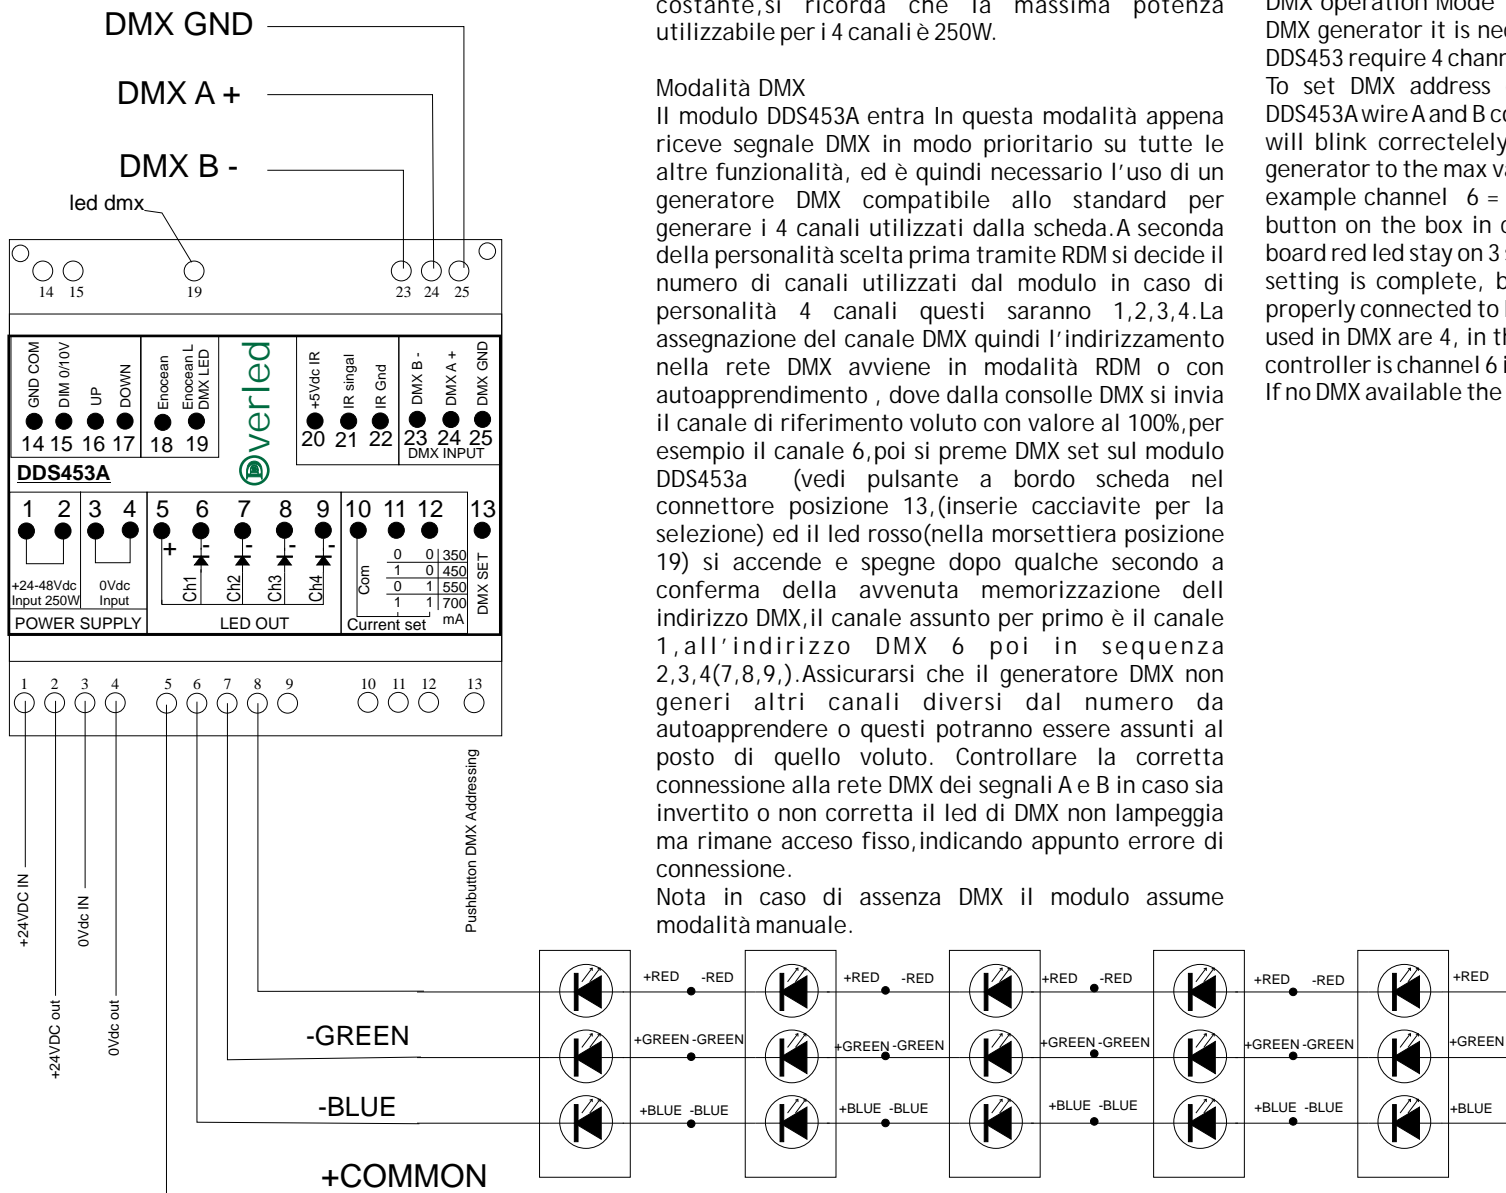 DMX GND
DMX A +
DMX B -
led dmx
14 15 19 23 24 25
GND COM
DIM 0/10V
UP
DOWN
Enocean
Enocean L
DMX LED
Overled
+5Vdc IR
IR singal
IR Gnd
DMX B -
DMX A +
DMX GND
14 15 16 17 18 19 20 21 22 23 24 25
DMX INPUT
DDS453A
1 2 3 4 5 6 7 8 9 10 11 12 13
+ - - - -
Ch1
Ch2
Ch3
Ch4
Com
0 0 350
1 0 450
0 1 550
1 1 700
mA
DMX SET
+24-48Vdc
Input 250W
0Vdc
Input
POWER SUPPLY
LED OUT
Current set
1 2 3 4 5 6 7 8 9 10 11 12 13
+24VDC IN
+24VDC out
0Vdc IN
0Vdc out
Pushbutton DMX Addressing
costante,si ricorda che la massima potenza
utilizzabile per i 4 canali è 250W.
Modalità DMX
Il modulo DDS453A entra In questa modalità appena
riceve segnale DMX in modo prioritario su tutte le
altre funzionalità, ed è quindi necessario l'uso di un
generatore DMX compatibile allo standard per
generare i 4 canali utilizzati dalla scheda.A seconda
della personalità scelta prima tramite RDM si decide il
numero di canali utilizzati dal modulo in caso di
personalità 4 canali questi saranno 1,2,3,4.La
assegnazione del canale DMX quindi l'indirizzamento
nella rete DMX avviene in modalità RDM o con
autoapprendimento , dove dalla consolle DMX si invia
il canale di riferimento voluto con valore al 100%,per
esempio il canale 6,poi si preme DMX set sul modulo
DDS453a (vedi pulsante a bordo scheda nel
connettore posizione 13,(inserie cacciavite per la
selezione) ed il led rosso(nella morsettiera posizione
19) si accende e spegne dopo qualche secondo a
conferma della avvenuta memorizzazione dell
indirizzo DMX,il canale assunto per primo è il canale
1,all'indirizzo DMX 6 poi in sequenza
2,3,4(7,8,9,).Assicurarsi che il generatore DMX non
generi altri canali diversi dal numero da
autoapprendere o questi potranno essere assunti al
posto di quello voluto. Controllare la corretta
connessione alla rete DMX dei segnali A e B in caso sia
invertito o non corretta il led di DMX non lampeggia
ma rimane acceso fisso,indicando appunto errore di
connessione.
Nota in caso di assenza DMX il modulo assume
modalità manuale.
DMX operation Mode
DMX generator it is
DDS453 require 4
To set DMX address
DDS453A wire A and B
will blink correctelely
generator to the max
example channel 6 =
button on the box in
board red led stay on 3
setting is complete,
properly connected to
used in DMX are 4, in
controller is channel 6
If no DMX available the
+RED -RED +RED -RED +RED -RED +RED -RED +RED
-GREEN
+GREEN -GREEN +GREEN -GREEN +GREEN -GREEN +GREEN -GREEN +GREEN
-BLUE
+BLUE -BLUE +BLUE -BLUE +BLUE -BLUE +BLUE -BLUE +BLUE
+COMMON